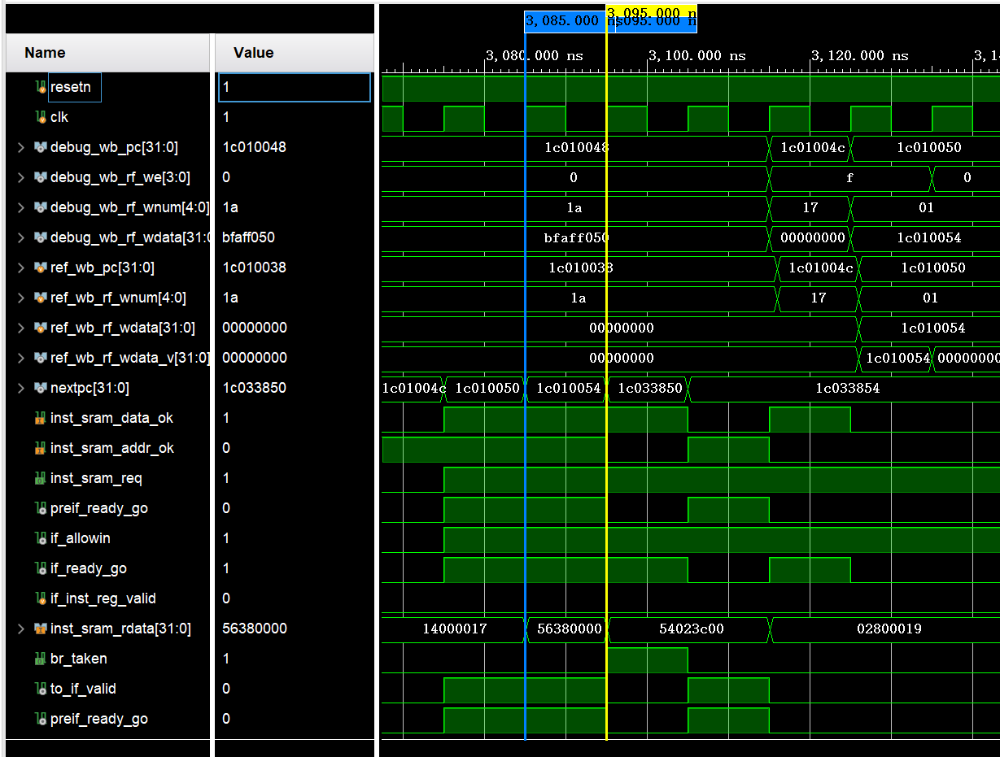 3,085.000 ns
3,095.000 n
3,095.000 n
Name Value
3,080.000 ns 3,100.000 ns 3,120.000 ns 3,1
resetn 1
clk 1
debug_wb_pc[31:0] 1c010048 1c010048 1c01004c 1c010050
debug_wb_rf_we[3:0] 0 0 f 0
debug_wb_rf_wnum[4:0] 1a 1a 17 01
debug_wb_rf_wdata[31:0 bfaff050 bfaff050 00000000 1c010054
ref_wb_pc[31:0] 1c010038 1c010038 1c01004c 1c010050
ref_wb_rf_wnum[4:0] 1a 1a 17 01
ref_wb_rf_wdata[31:0] 00000000 00000000 1c010054
ref_wb_rf_wdata_v[31:0] 00000000 00000000 1c010054 00000000
nextpc[31:0] 1c033850 1c01004c 1c010050 1c010054 1c033850 1c033854
inst_sram_data_ok 1
inst_sram_addr_ok 0
inst_sram_req 1
preif_ready_go 0
if_allowin 1
if_ready_go 1
if_inst_reg_valid 0
inst_sram_rdata[31:0] 56380000 14000017 56380000 54023c00 02800019
br_taken 1
to_if_valid 0
preif_ready_go 0